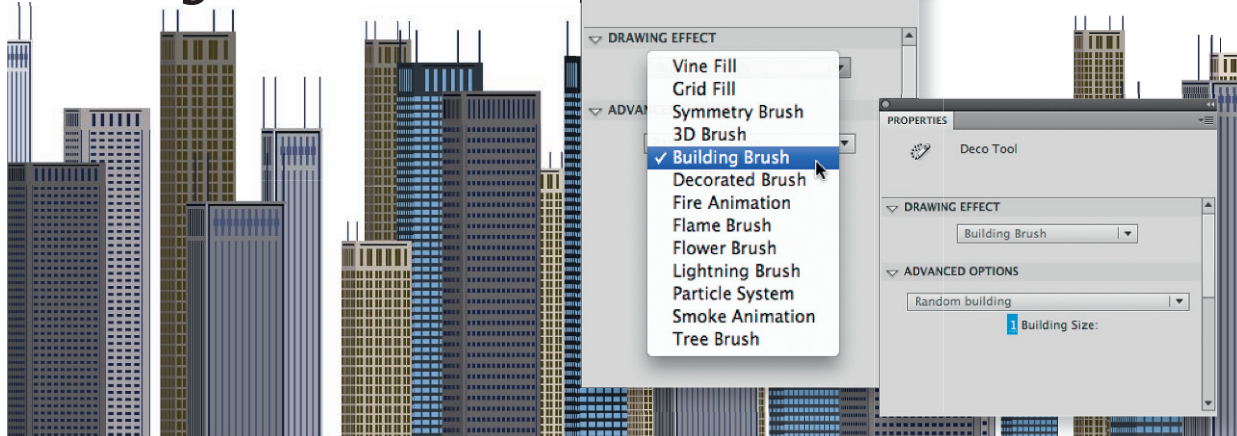 DRAWING EFFECT
Vine Fill
Grid Fill
ADVAN
Symmetry Brush
3D Brush
✓ Building Brush
Decorated Brush
Fire Animation
Flame Brush
Flower Brush
Lightning Brush
Particle System
Smoke Animation
Tree Brush
PROPERTIES
Deco Tool
DRAWING EFFECT
Building Brush
ADVANCED OPTIONS
Random building
1 Building Size: